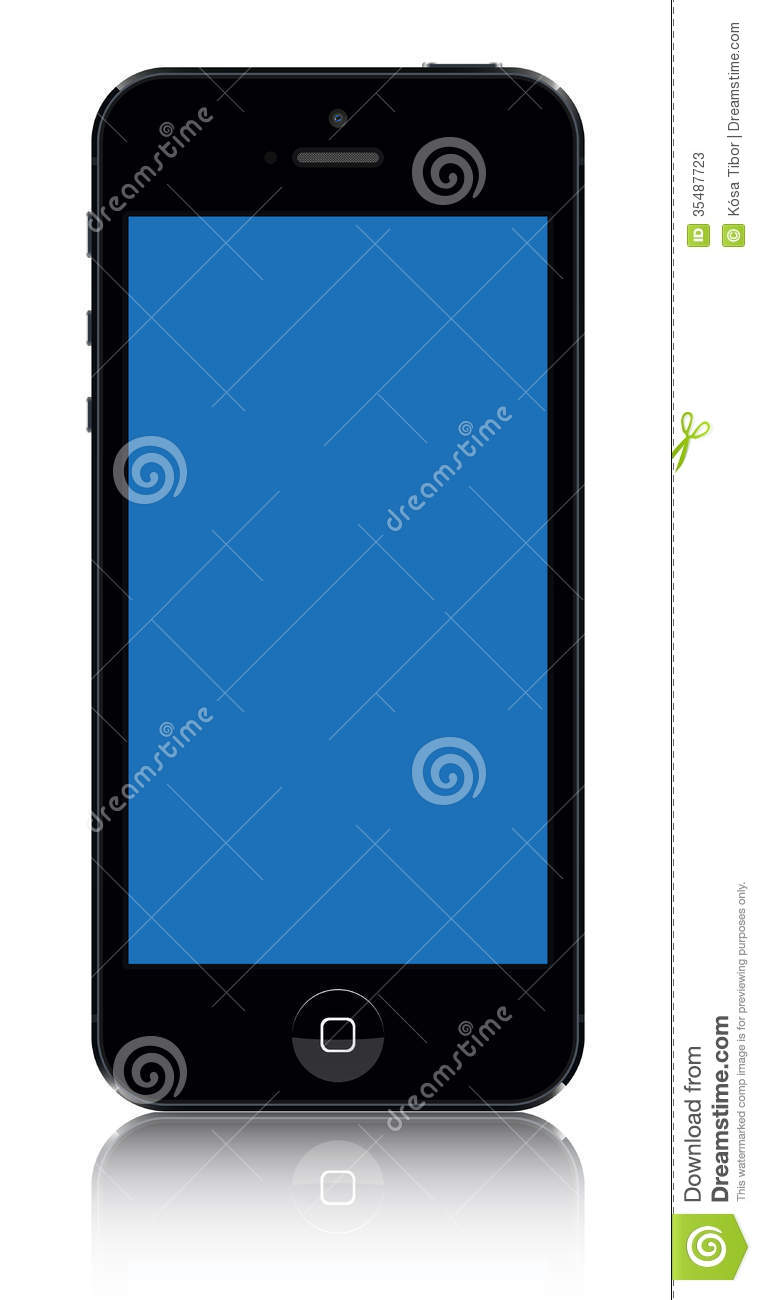 dreamstime
dreamstime
dreamstime
dreamstime
ID 35487723
© Kósa Tibor | Dreamstime.com
Download from
Dreamstime.com
This watermarked comp image is for previewing purposes only.